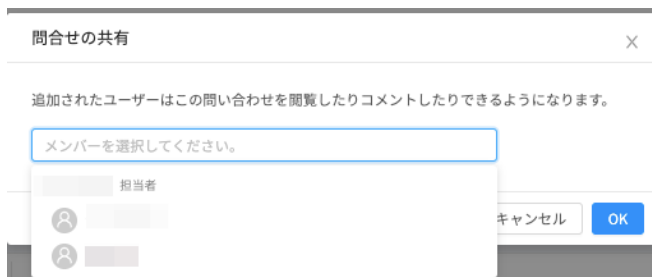 問合せの共有
追加されたユーザーはこの問い合わせを閲覧したりコメントしたりできるようになります。
メンバーを選択してください。
担当者
キャンセル
OK